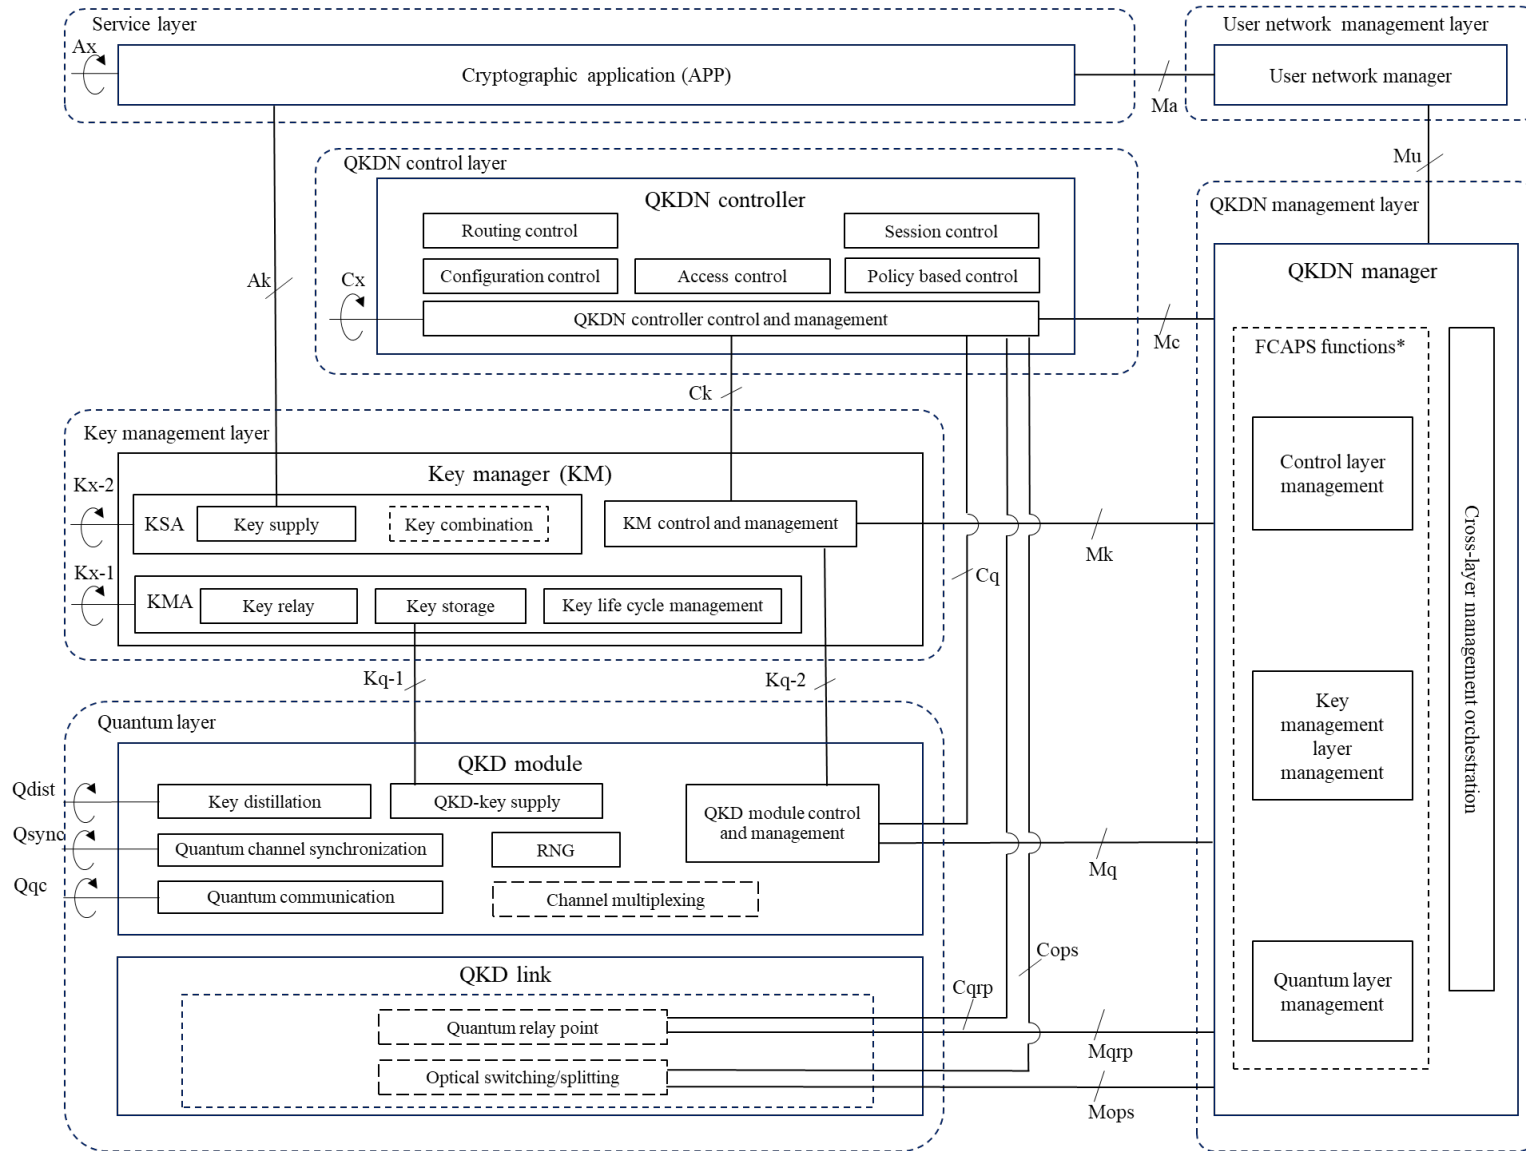 Service layer
User network management layer
Ax
Cryptographic application (APP)
User network manager
Ma
Mu
QKDN control layer
QKDN controller
Routing control
Session control
Configuration control
Access control
Policy based control
QKDN controller control and management
Ak
Cx
Mc
Ck
QKDN management layer
QKDN manager
FCAPS functions*
Control layer
management
Key
management
layer
management
Quantum layer
management
Cross-layer management orchestration
Key management layer
Key manager (KM)
Kx-2
KSA
Key supply
Key combination
KM control and management
Mk
Kx-1
KMA
Key relay
Key storage
Key life cycle management
Cq
Kq-1
Kq-2
Quantum layer
QKD module
Qdist
Key distillation
QKD-key supply
QKD module control
and management
Qsync
Quantum channel synchronization
RNG
Mq
Qqc
Quantum communication
Channel multiplexing
QKD link
Cops
Cqrp
Quantum relay point
Mqrp
Optical switching/splitting
Mops